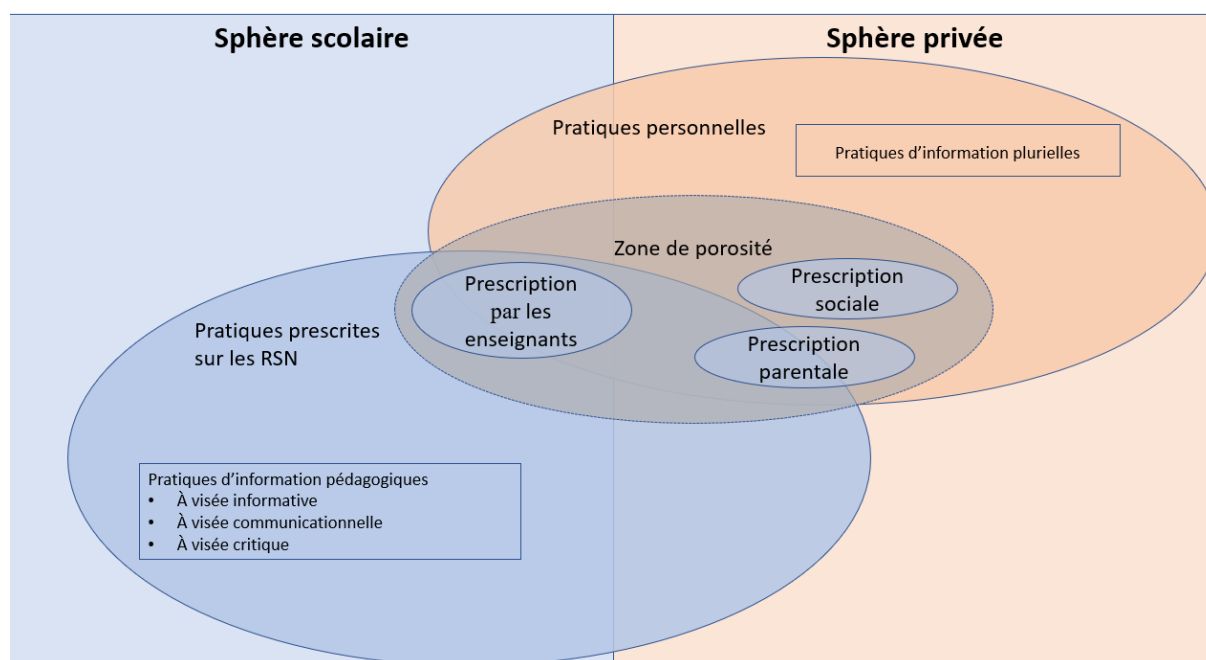 Sphère scolaire
Sphère privée
Pratiques personnelles
Pratiques d’information plurielles
Zone de porosité
Prescription
par les
enseignants
Prescription
sociale
Prescription
parentale
Pratiques prescrites
sur les RSN
Pratiques d’information pédagogiques
• À visée informative
• À visée communicationnelle
• À visée critique